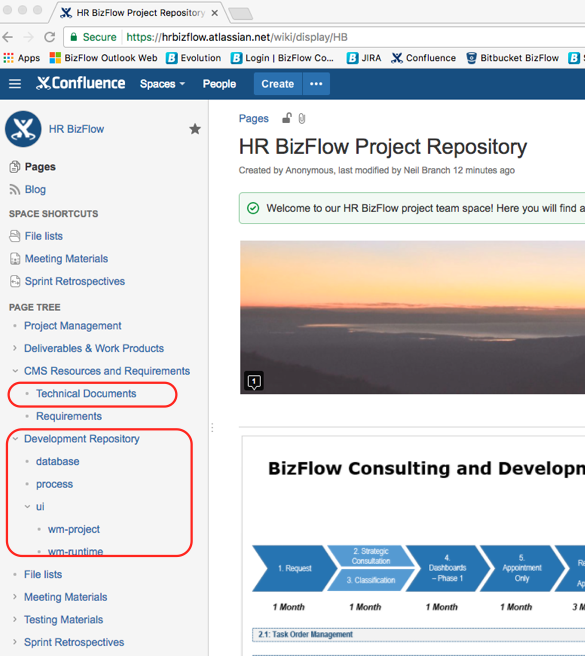 HR BizFlow Project Repository
Secure https://hrbizflow.atlassian.net/wiki/display/HB
Apps BizFlow Outlook Web Evolution Login | BizFlow Co... JIRA Confluence Bitbucket BizFlow
Confluence Spaces People Create ...
HR BizFlow
Pages
Blog
SPACE SHORTCUTS
File lists
Meeting Materials
Sprint Retrospectives
PAGE TREE
Project Management
Deliverables & Work Products
CMS Resources and Requirements
Technical Documents
Requirements
Development Repository
database
process
ui
wm-project
wm-runtime
File lists
Meeting Materials
Testing Materials
Sprint Retrospectives
Pages
HR BizFlow Project Repository
Created by Anonymous, last modified by Neil Branch 12 minutes ago
Welcome to our HR BizFlow project team space! Here you will find a
1
BizFlow Consulting and Developm
1. Request
2. Strategic
Consultation
3. Classification
4.
Dashboards
– Phase 1
5.
Appointment
Only
Re
Ap
1 Month 1 Month 1 Month 1 Month 3 M
2.1: Task Order Management